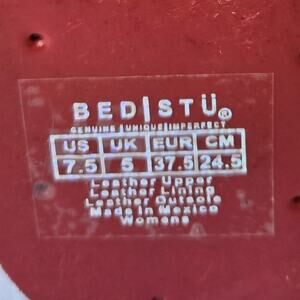 BED|STÜ®
GENUINE|UNIQUE|IMPERFECT
US UK EUR CM
7.5 5 37.5 24.5
Leather Upper
Leather Lining
Leather Outsole
Made in Mexico
Womens